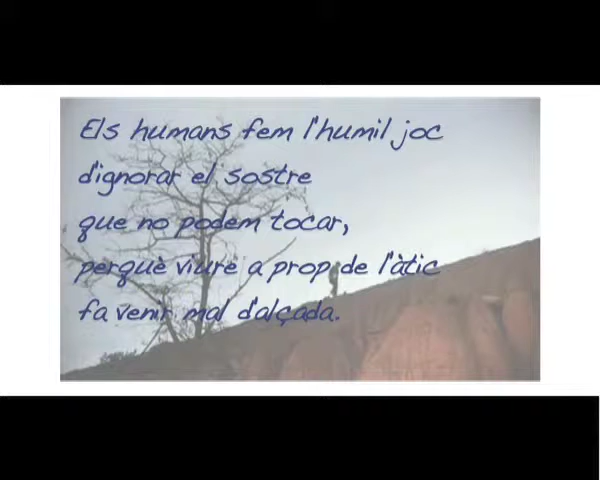 Els humans fem l'humil joc
d'ignorar el sostre
que no podem tocar,
perquè viure a prop de l'àtic
fa venir mal d'alçada.